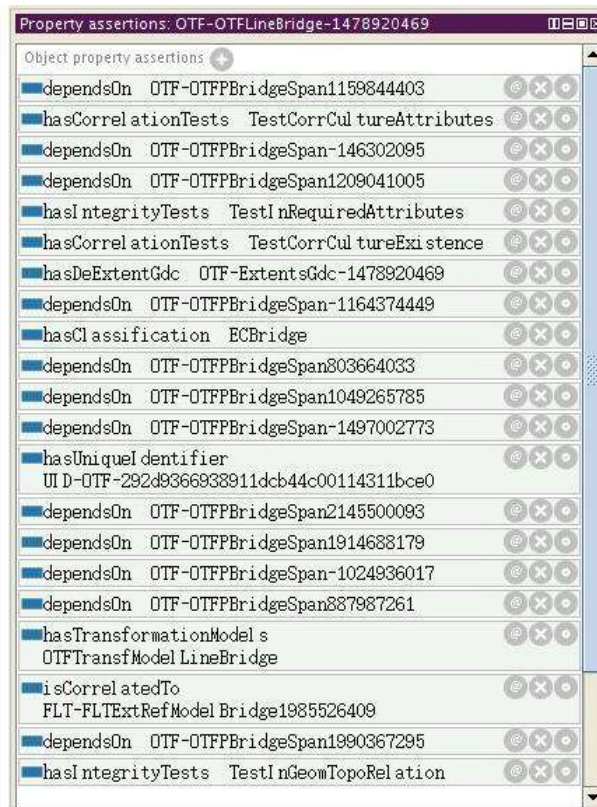 Property assertions: OTF-OTFLineBridge-1478920469
Object property assertions
dependsOn OTF-OTFPBridgeSpan1159844403
hasCorrelationTests TestCorrCultureAttributes
dependsOn OTF-OTFPBridgeSpan-146302095
dependsOn OTF-OTFPBridgeSpan1209041005
hasIntegrityTests TestInRequiredAttributes
hasCorrelationTests TestCorrCultureExistence
hasDeExtentGdc OTF-ExtentsGdc-1478920469
dependsOn OTF-OTFPBridgeSpan-1164374449
hasClassification ECBridge
dependsOn OTF-OTFPBridgeSpan803664033
dependsOn OTF-OTFPBridgeSpan1049265785
dependsOn OTF-OTFPBridgeSpan-1497002773
hasUniqueIdentifier
UID-OTF-292d9366938911dcb44c00114311bce0
dependsOn OTF-OTFPBridgeSpan2145500093
dependsOn OTF-OTFPBridgeSpan1914688179
dependsOn OTF-OTFPBridgeSpan-1024936017
dependsOn OTF-OTFPBridgeSpan887987261
hasTransformationModels
OTFTransfModelLineBridge
isCorrelatedTo
FLT-FLTExtRefModelBridge1985526409
dependsOn OTF-OTFPBridgeSpan1990367295
hasIntegrityTests TestInGeomTopoRelation